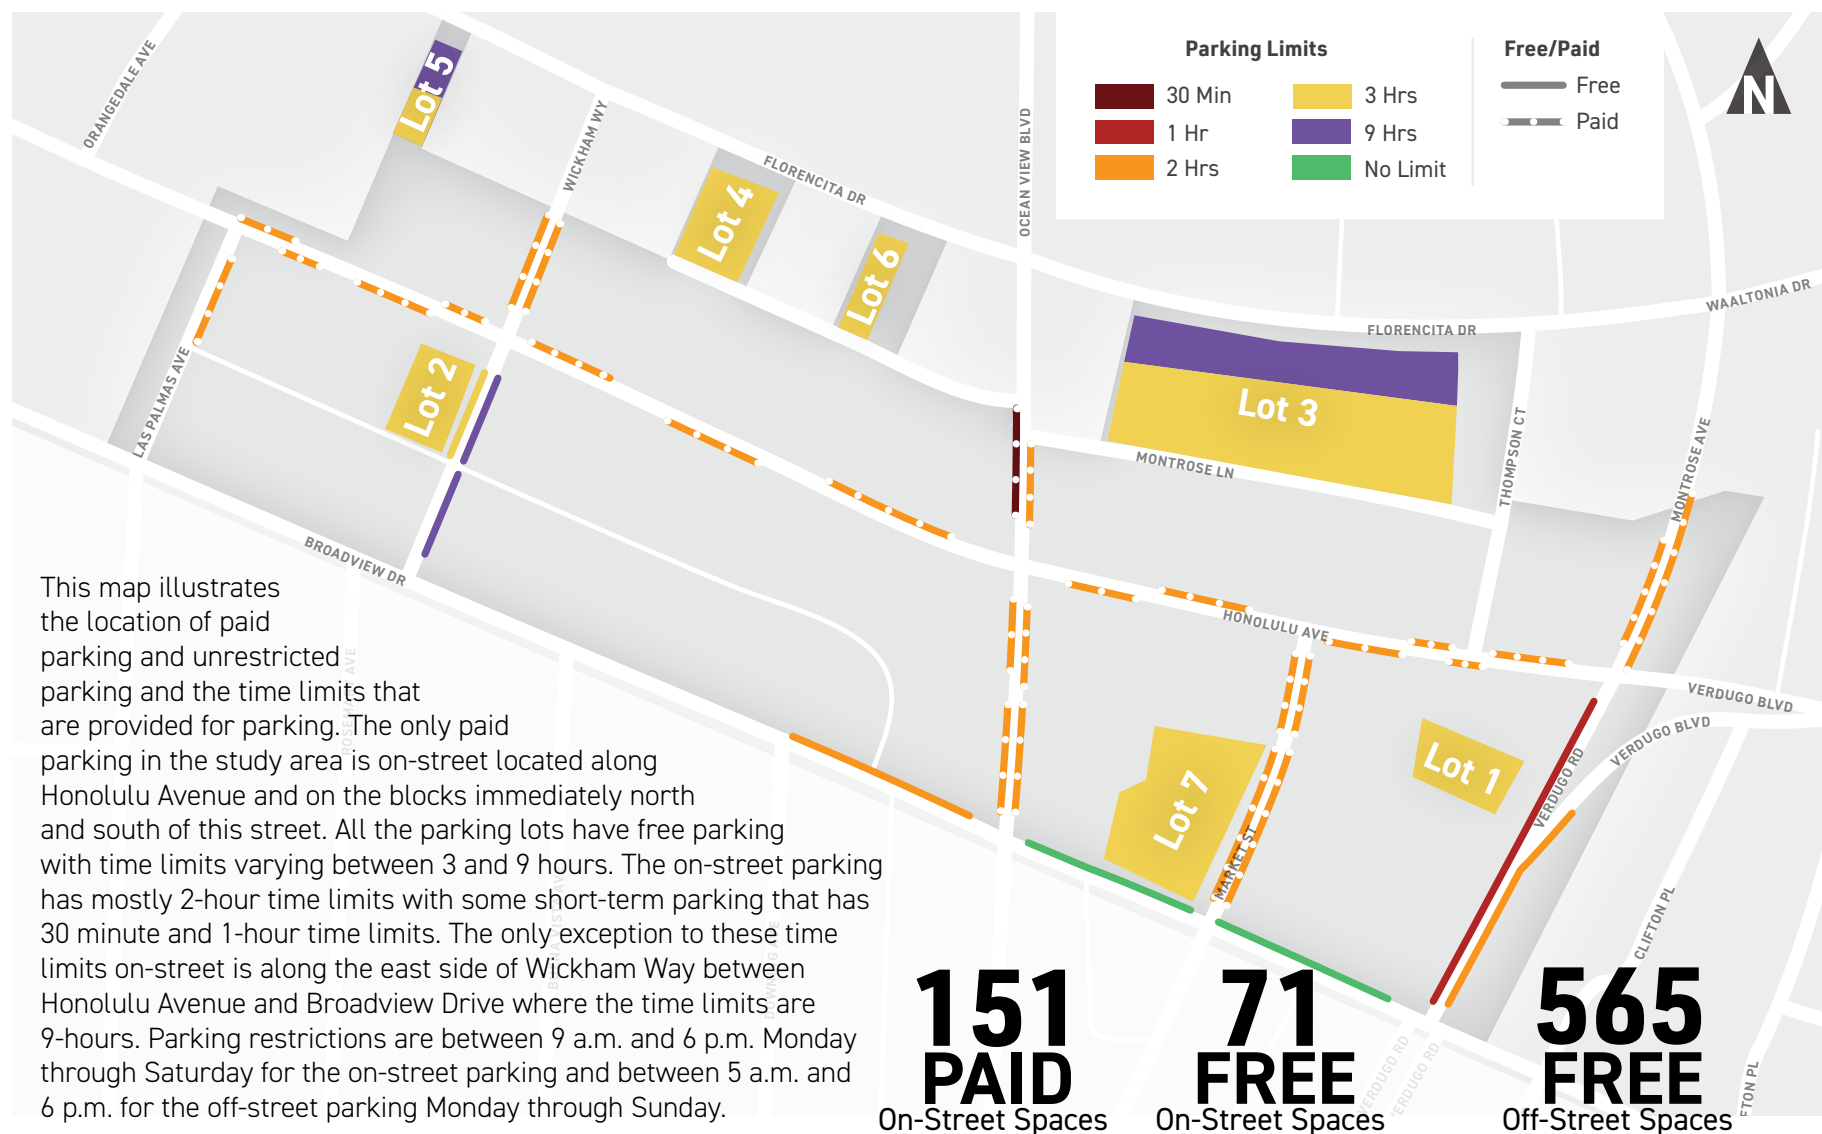 Parking Limits
Free/Paid
30 Min
3 Hrs
Free
1 Hr
9 Hrs
Paid
2 Hrs
No Limit
N
ORANGEDALE AVE
Lot 5
WICKHAM WY
FLORENCITA DR
OCEAN VIEW BLVD
Lot 4
Lot 6
WAALTONIA DR
FLORENCITA DR
LAS PALMAS AVE
Lot 2
Lot 3
MONTROSE LN
THOMPSON CT
MONTROSE AVE
BROADVIEW DR
HONOLULU AVE
VERDUGO BLVD
VERDUGO BLVD
Lot 1
VERDUGO RD
Lot 7
MARKET ST
CLIFTON PL
VERDUGO RD
VERDUGO RD
FTON PL
This map illustrates
the location of paid
parking and unrestricted
parking and the time limits that
are provided for parking. The only paid
parking in the study area is on-street located along
Honolulu Avenue and on the blocks immediately north
and south of this street. All the parking lots have free parking
with time limits varying between 3 and 9 hours. The on-street parking
has mostly 2-hour time limits with some short-term parking that has
30 minute and 1-hour time limits. The only exception to these time
limits on-street is along the east side of Wickham Way between
Honolulu Avenue and Broadview Drive where the time limits are
9-hours. Parking restrictions are between 9 a.m. and 6 p.m. Monday
through Saturday for the on-street parking and between 5 a.m. and
6 p.m. for the off-street parking Monday through Sunday.
151
PAID
On-Street Spaces
71
FREE
On-Street Spaces
565
FREE
Off-Street Spaces